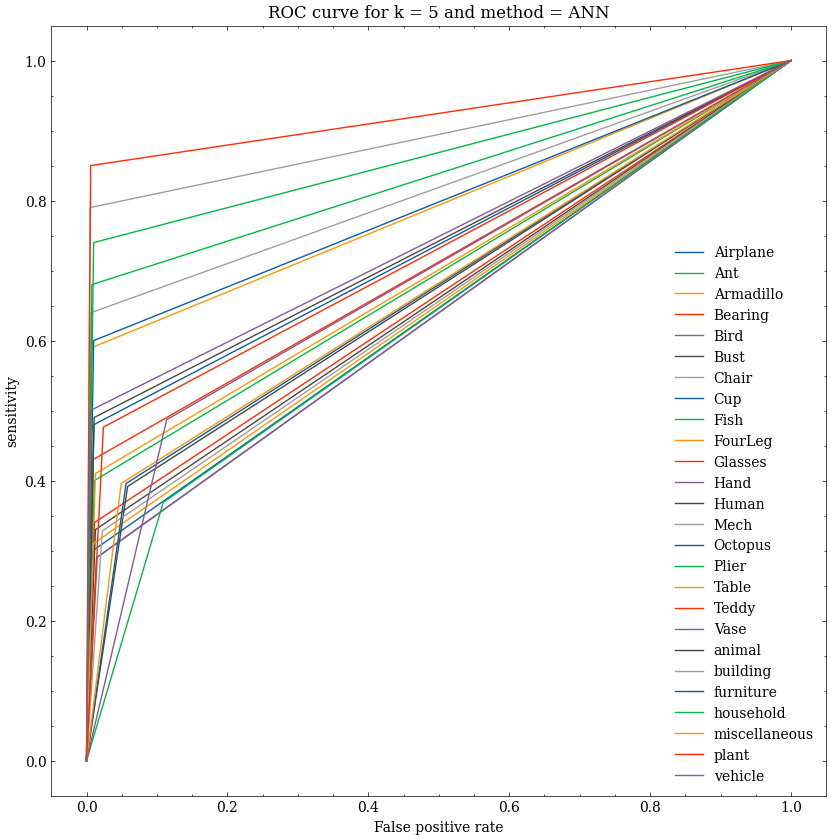 ROC curve for k = 5 and method = ANN
1.0
0.8
0.6
0.4
0.2
0.0
sensitivity
Airplane
Ant
Armadillo
Bearing
Bird
Bust
Chair
Cup
Fish
FourLeg
Glasses
Hand
Human
Mech
Octopus
Plier
Table
Teddy
Vase
animal
building
furniture
household
miscellaneous
plant
vehicle
0.0 0.2 0.4 0.6 0.8 1.0
False positive rate